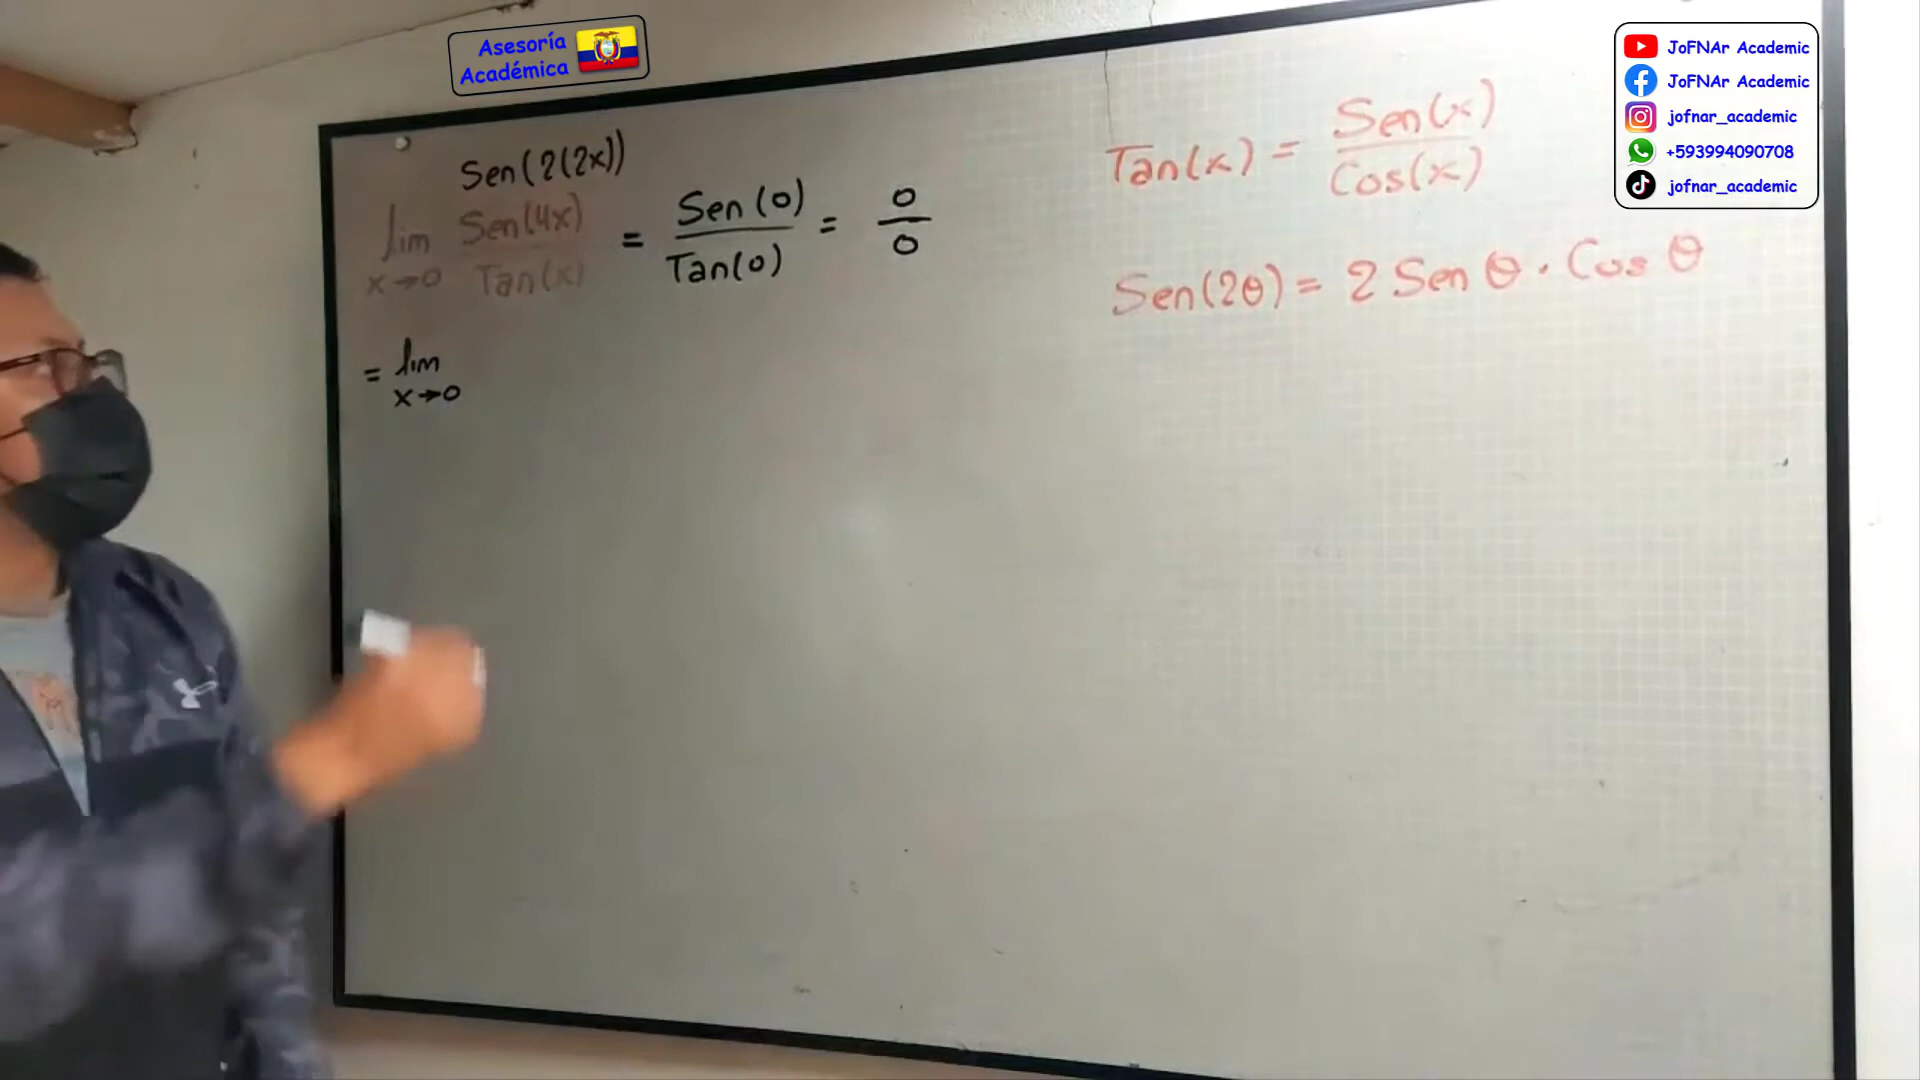 Asesoría
Académica
JoFNAr Academic
JoFNAr Academic
jofnar_academic
+593994090708
jofnar_academic
Sen(2(2x))
lim x→0 Sen(4x)/Tan(x) = Sen(0)/Tan(0) = 0/0
= lim x→0
Tan(x) = Sen(x)/Cos(x)
Sen(2θ) = 2 Sen θ · Cos θ